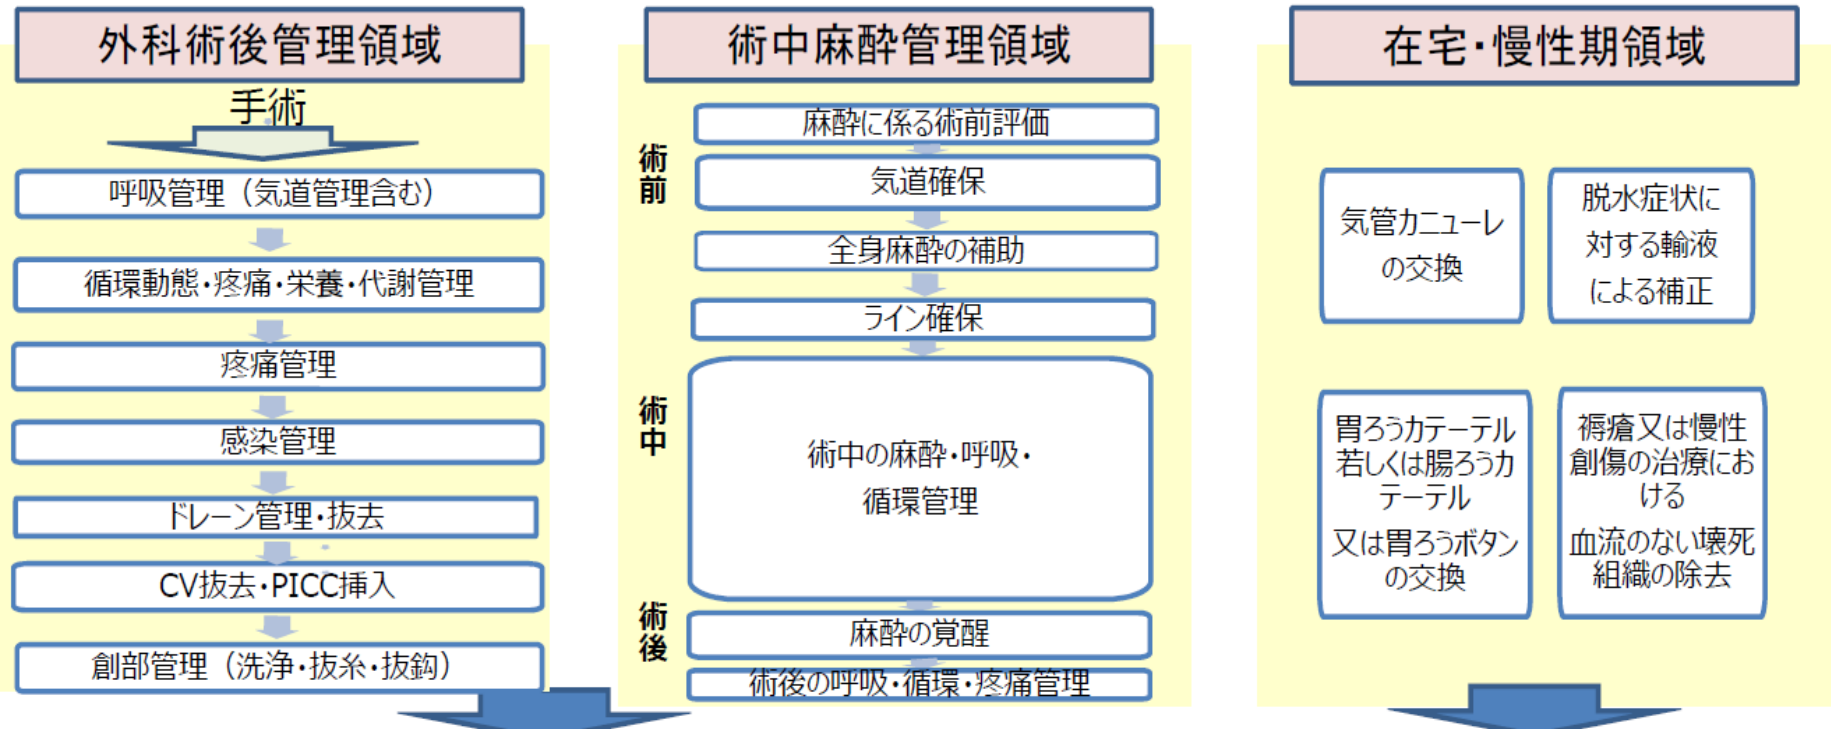 外科術後管理領域
手術
呼吸管理（気道管理含む）
循環動態・疼痛・栄養・代謝管理
疼痛管理
感染管理
ドレーン管理・抜去
CV抜去・PICC挿入
創部管理（洗浄・抜糸・抜鈎）
術中麻酔管理領域
術前
麻酔に係る術前評価
気道確保
全身麻酔の補助
ライン確保
術中
術中の麻酔・呼吸・
循環管理
術後
麻酔の覚醒
術後の呼吸・循環・疼痛管理
在宅・慢性期領域
気管カニューレ
の交換
脱水症状に
対する輸液
による補正
胃ろうカテーテル
若しくは腸ろうカ
テーテル
又は胃ろうボタン
の交換
褥瘡又は慢性
創傷の治療にお
ける
血流のない壊死
組織の除去